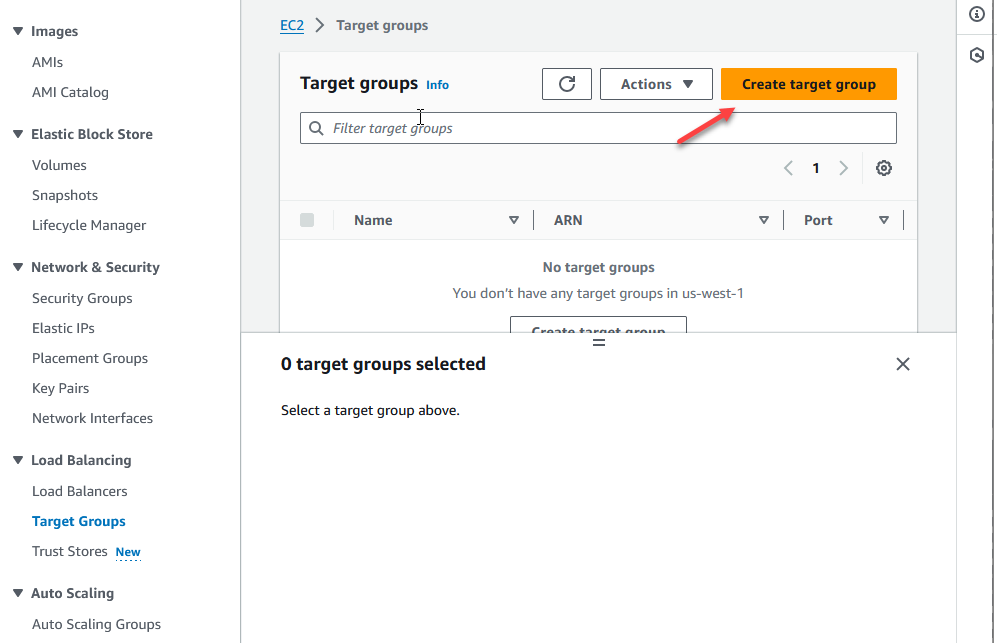 Images
AMIs
AMI Catalog
Elastic Block Store
Volumes
Snapshots
Lifecycle Manager
Network & Security
Security Groups
Elastic IPs
Placement Groups
Key Pairs
Network Interfaces
Load Balancing
Load Balancers
Target Groups
Trust Stores New
Auto Scaling
Auto Scaling Groups
EC2 > Target groups
Target groups Info
Actions
Create target group
Filter target groups
1
Name ARN Port
No target groups
You don’t have any target groups in us-west-1
Create target group
0 target groups selected
Select a target group above.